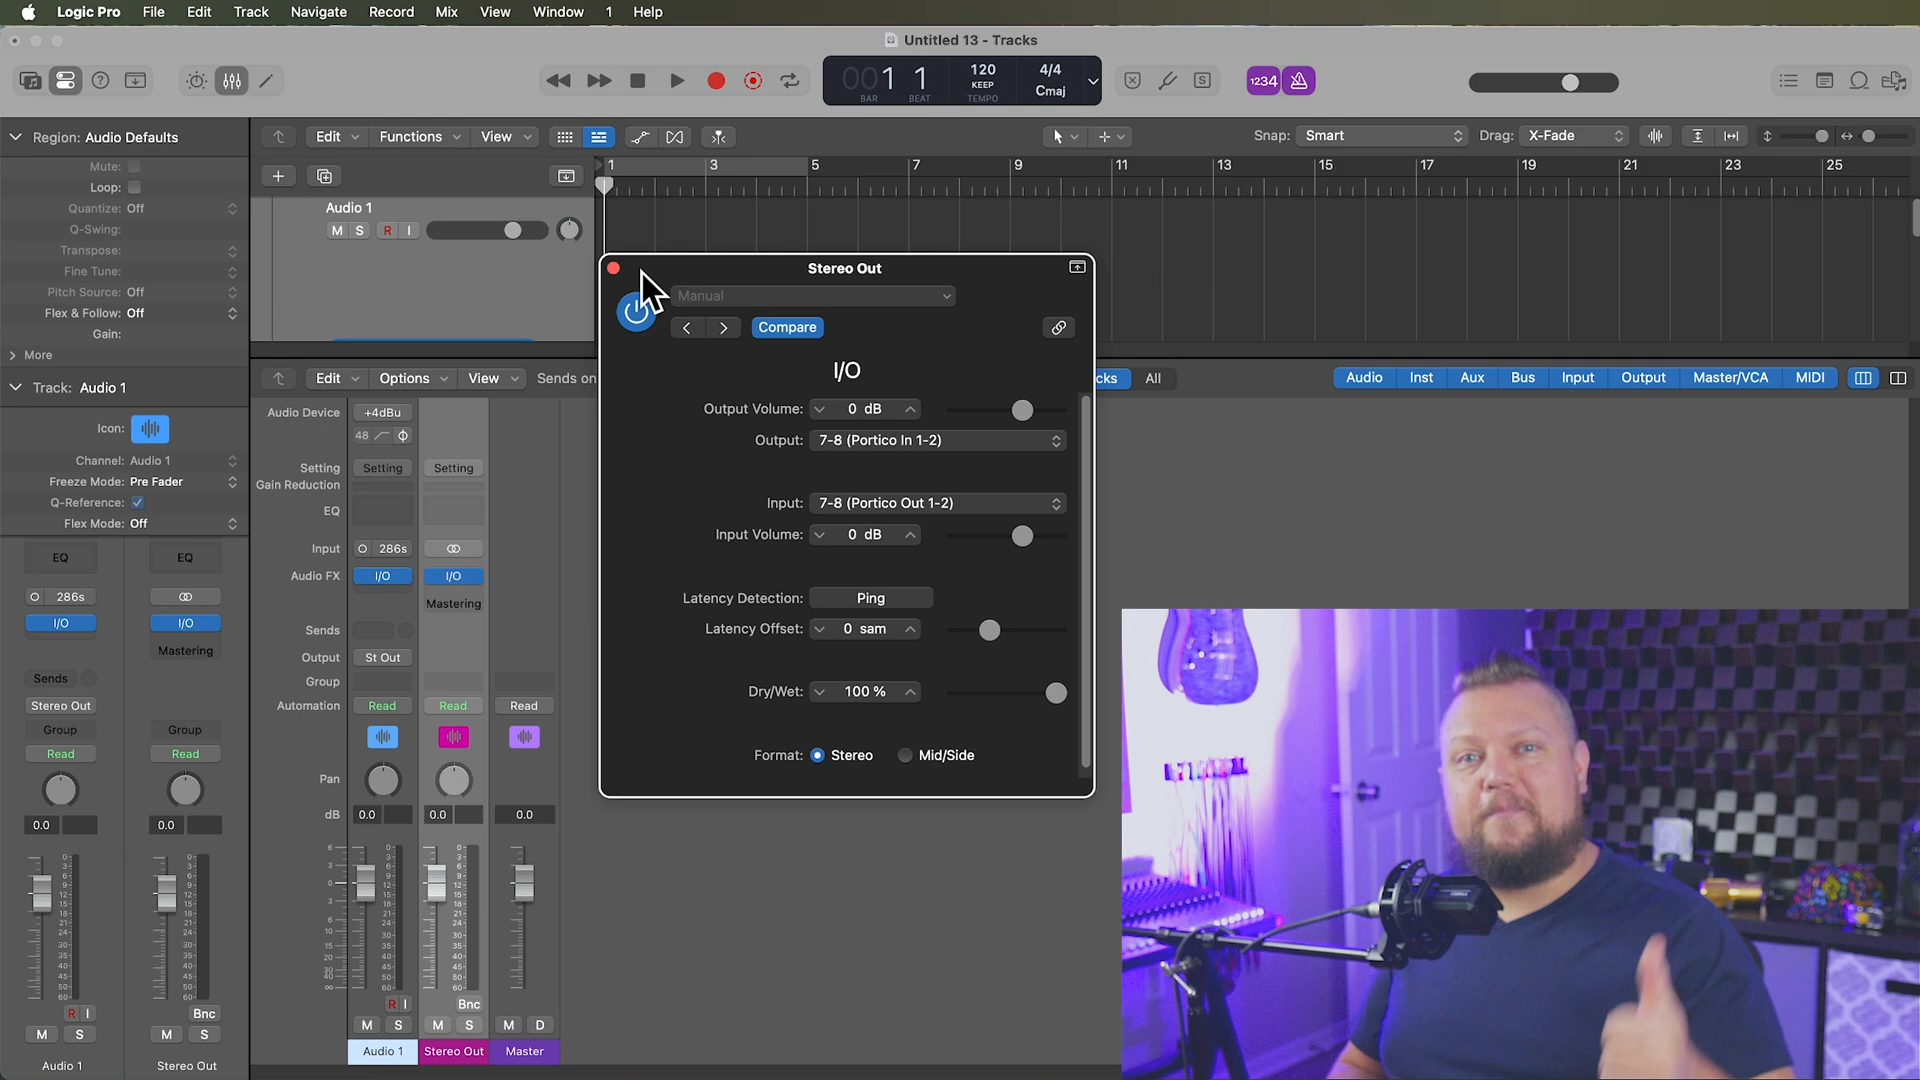 Logic Pro File Edit Track Navigate Record Mix View Window 1 Help
Untitled 13 - Tracks
001 1 120 4/4
KEEP Cmaj
BAR BEAT TEMPO
1234
S
Region: Audio Defaults
Edit Functions View
Snap: Smart Drag: X-Fade
Mute:
Loop:
Quantize: Off
Q-Swing:
Transpose:
Fine Tune:
Pitch Source: Off
Flex & Follow: Off
Gain:
More
1 3 5 7 9 11 13 15 17 19 21 23 25
Audio 1
M S R I
Track: Audio 1
Icon:
Channel: Audio 1
Freeze Mode: Pre Fader
Q-Reference:
Flex Mode: Off
EQ EQ
286s
I/O I/O
Mastering
Sends
Stereo Out
Group Group
Read Read
0.0 0.0
R I Bnc
M S M S
Audio 1 Stereo Out
Edit Options View Sends on
cks All
Audio Inst Aux Bus Input Output Master/VCA MIDI
Audio Device +4dBu
48
Setting Setting Setting
Gain Reduction
EQ
Input 286s
Audio FX I/O I/O
Mastering
Sends
Output St Out
Group
Automation Read Read Read
Pan
dB 0.0 0.0 0.0
R I Bnc
M S M S M D
Audio 1 Stereo Out Master
Stereo Out
Manual
Compare
I/O
Output Volume: 0 dB
Output: 7-8 (Portico In 1-2)
Input: 7-8 (Portico Out 1-2)
Input Volume: 0 dB
Latency Detection: Ping
Latency Offset: 0 sam
Dry/Wet: 100 %
Format: Stereo Mid/Side